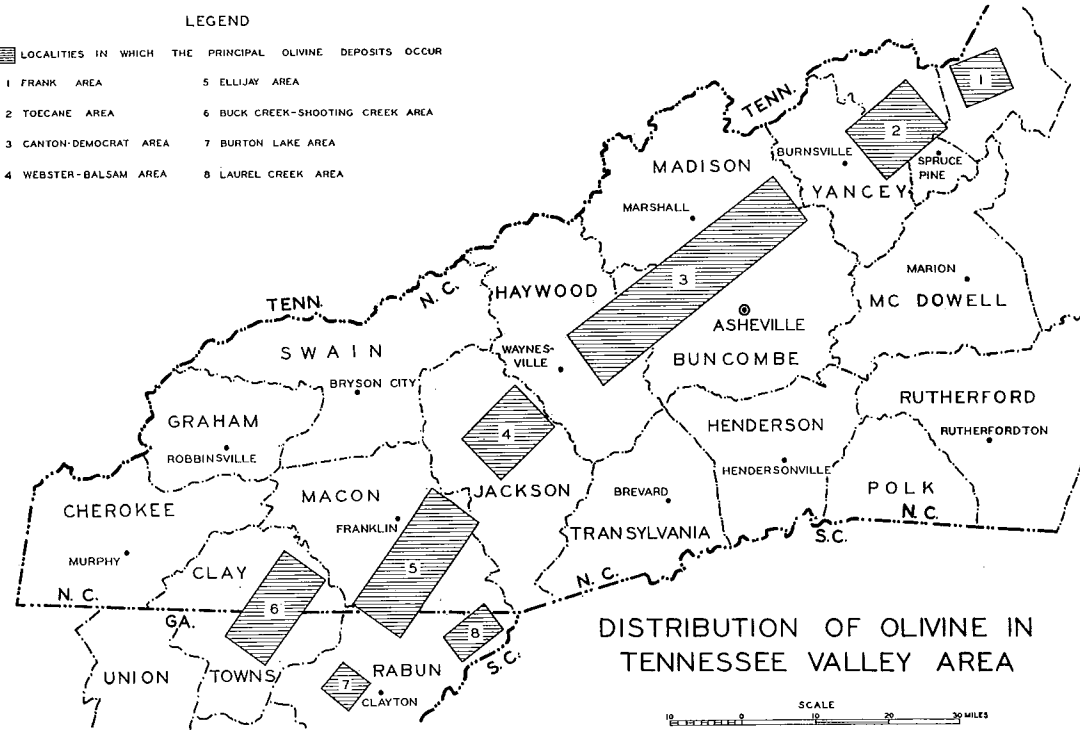 LEGEND
LOCALITIES IN WHICH THE PRINCIPAL OLIVINE DEPOSITS OCCUR
1 FRANK AREA
5 ELLIJAY AREA
2 TOECANE AREA
6 BUCK CREEK-SHOOTING CREEK AREA
3 CANTON-DEMOCRAT AREA
7 BURTON LAKE AREA
4 WEBSTER-BALSAM AREA
8 LAUREL CREEK AREA
1
TENN.
2
BURNSVILLE
SPRUCE
PINE
MADISON
YANCEY
MARSHALL
3
MARION
MC DOWELL
N. C.
HAYWOOD
TENN.
ASHEVILLE
SWAIN
WAYNES-
VILLE
BUNCOMBE
BRYSON CITY
RUTHERFORD
GRAHAM
HENDERSON
RUTHERFORDTON
4
ROBBINSVILLE
HENDERSONVILLE
JACKSON
BREVARD
POLK
MACON
CHEROKEE
N. C.
FRANKLIN
TRANSYLVANIA
S.C.
MURPHY
CLAY
5
N. C.
N. C.
6
GA.
8
DISTRIBUTION OF OLIVINE IN
TENNESSEE VALLEY AREA
S.C.
UNION
TOWNS
RABUN
7
CLAYTON
SCALE
10 0 10 20 30 MILES